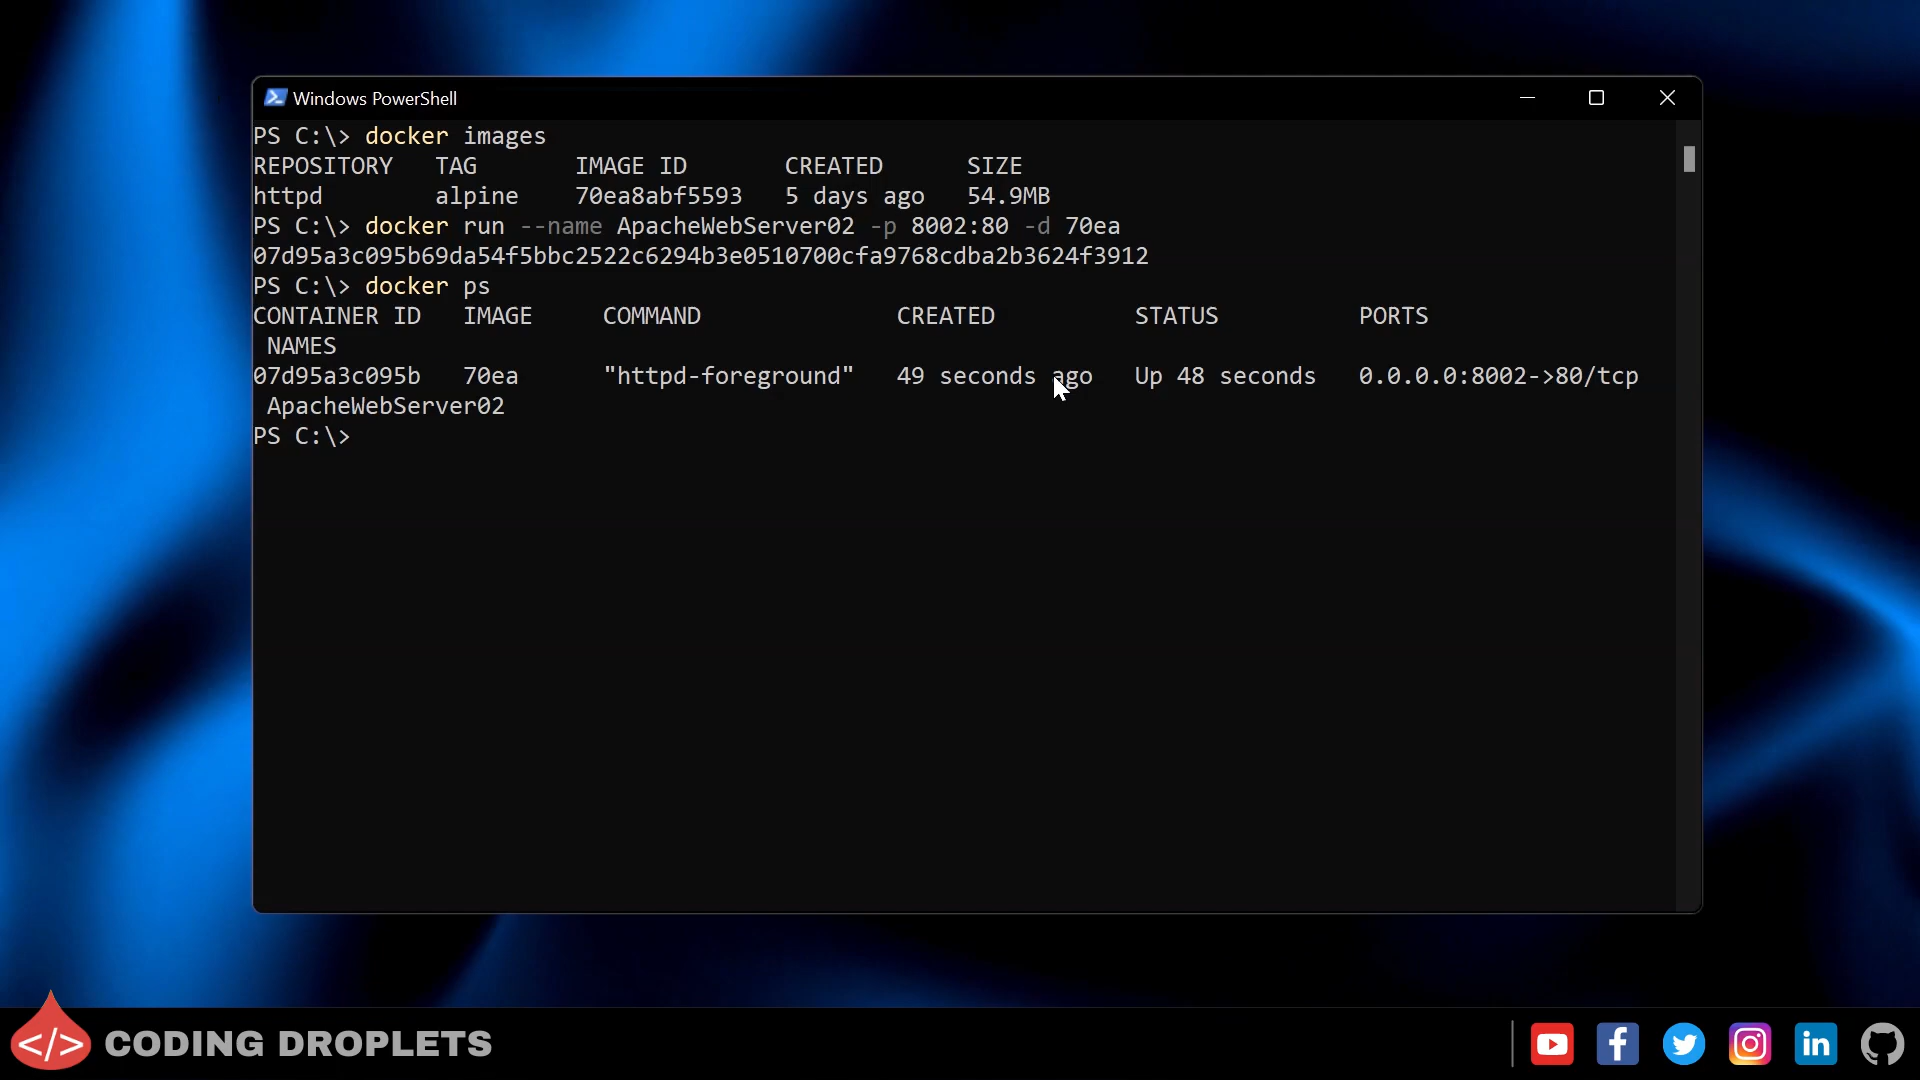 Windows PowerShell
PS C:\> docker images
REPOSITORY   TAG       IMAGE ID       CREATED      SIZE
httpd        alpine    70ea8abf5593   5 days ago   54.9MB
PS C:\> docker run --name ApacheWebServer02 -p 8002:80 -d 70ea
07d95a3c095b69da54f5bbc2522c6294b3e0510700cfa9768cdba2b3624f3912
PS C:\> docker ps
CONTAINER ID   IMAGE     COMMAND              CREATED          STATUS          PORTS
NAMES
07d95a3c095b   70ea      "httpd-foreground"   49 seconds ago   Up 48 seconds   0.0.0.0:8002->80/tcp
ApacheWebServer02
PS C:\>
</> CODING DROPLETS